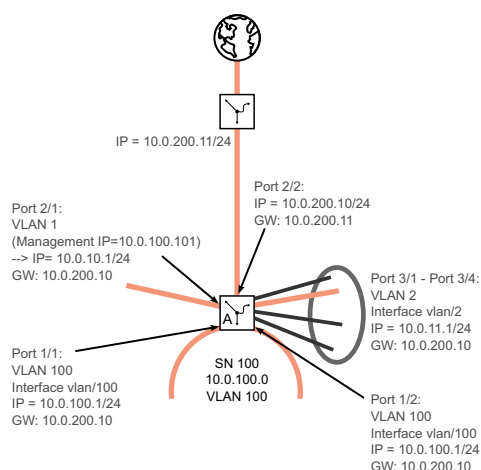 IP = 10.0.200.11/24
Port 2/2:
IP = 10.0.200.10/24
GW: 10.0.200.11
Port 2/1:
VLAN 1
(Management IP=10.0.100.101)
--> IP= 10.0.10.1/24
GW: 10.0.200.10
Port 3/1 - Port 3/4:
VLAN 2
Interface vlan/2
IP = 10.0.11.1/24
GW: 10.0.200.10
A
Port 1/1:
VLAN 100
Interface vlan/100
IP = 10.0.100.1/24
GW: 10.0.200.10
SN 100
10.0.100.0
VLAN 100
Port 1/2:
VLAN 100
Interface vlan/100
IP = 10.0.100.1/24
GW: 10.0.200.10